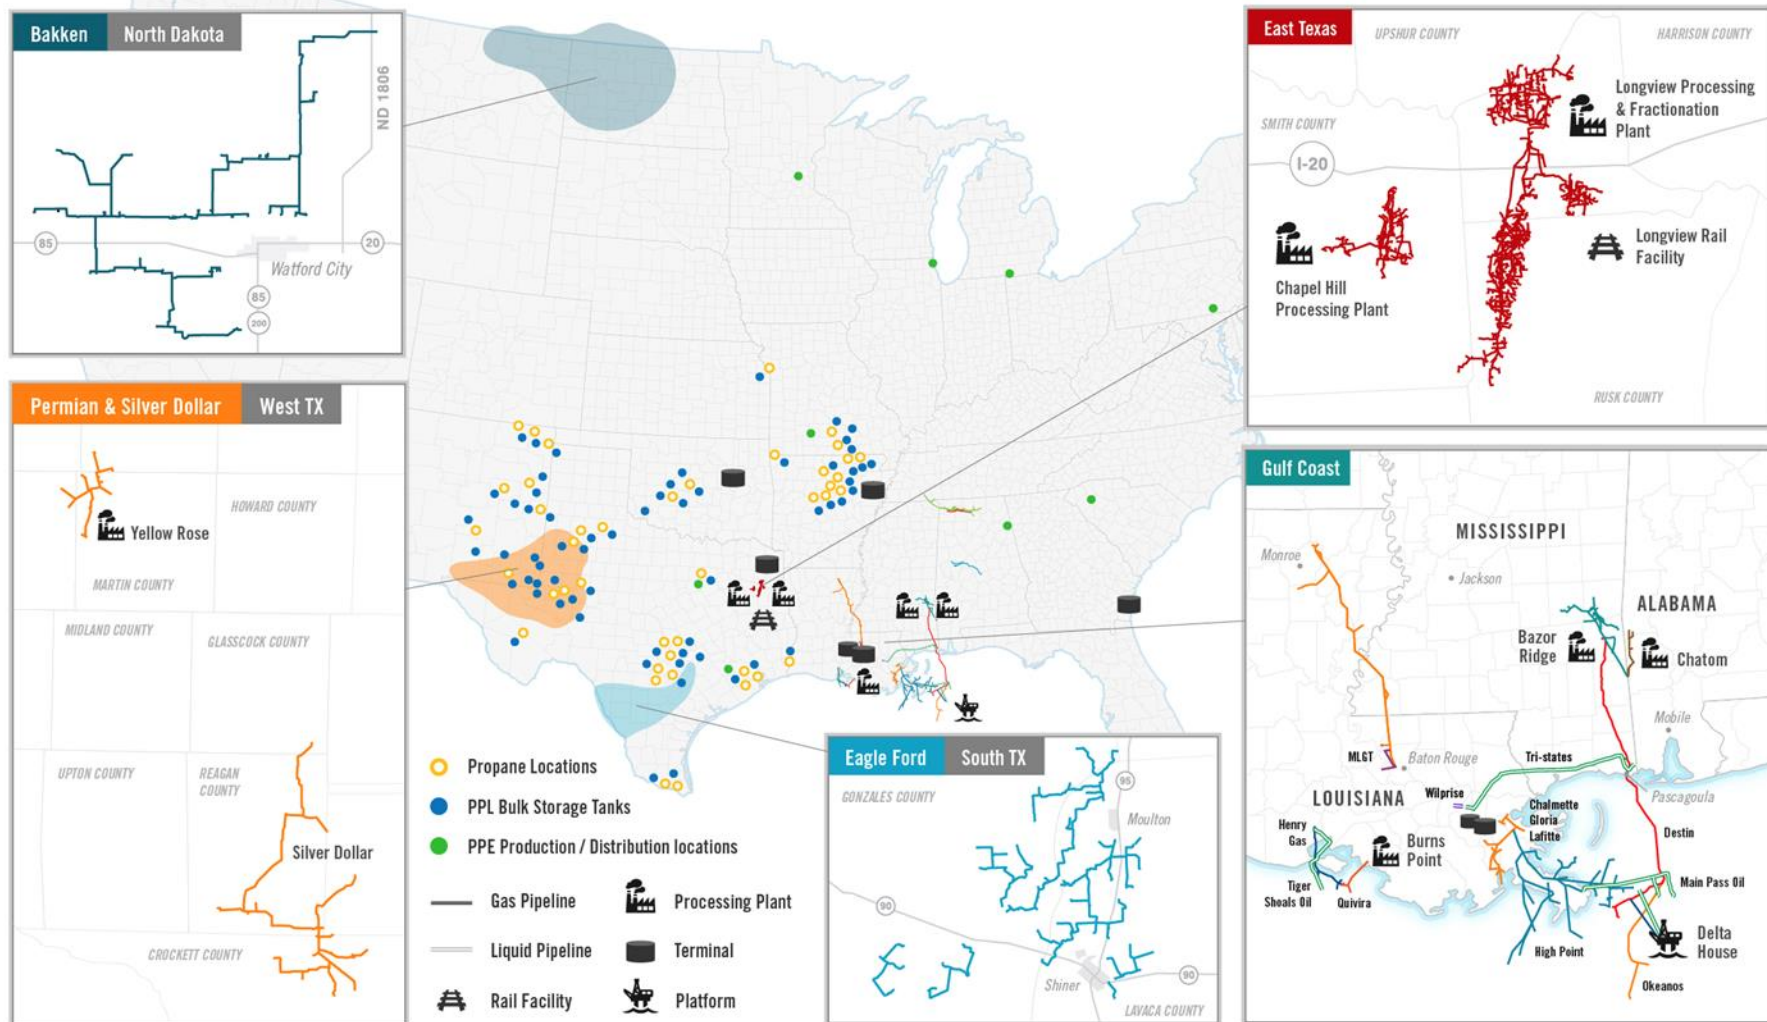 Bakken
North Dakota
ND 1806
85
20
Watford City
85
200
Permian & Silver Dollar
West TX
HOWARD COUNTY
Yellow Rose
MARTIN COUNTY
MIDLAND COUNTY
GLASSCOCK COUNTY
UPTON COUNTY
REAGAN
COUNTY
Silver Dollar
CROCKETT COUNTY
Propane Locations
PPL Bulk Storage Tanks
PPE Production / Distribution locations
Gas Pipeline
Processing Plant
Liquid Pipeline
Terminal
Rail Facility
Platform
Eagle Ford
South TX
GONZALES COUNTY
95
Moulton
90
Shiner
90
LAVACA COUNTY
East Texas
UPSHUR COUNTY
HARRISON COUNTY
Longview Processing
& Fractionation
Plant
SMITH COUNTY
I-20
Longview Rail
Facility
Chapel Hill
Processing Plant
RUSK COUNTY
Gulf Coast
MISSISSIPPI
Monroe
Jackson
ALABAMA
Bazor
Ridge
Chatom
Mobile
MLGT
Baton Rouge
Tri-states
Wilprise
Pascagoula
LOUISIANA
Chalmette
Gloria
Lafitte
Henry
Gas
Burns
Point
Destin
Tiger
Shoals Oil
Quivira
Main Pass Oil
High Point
Delta
House
Okeanos